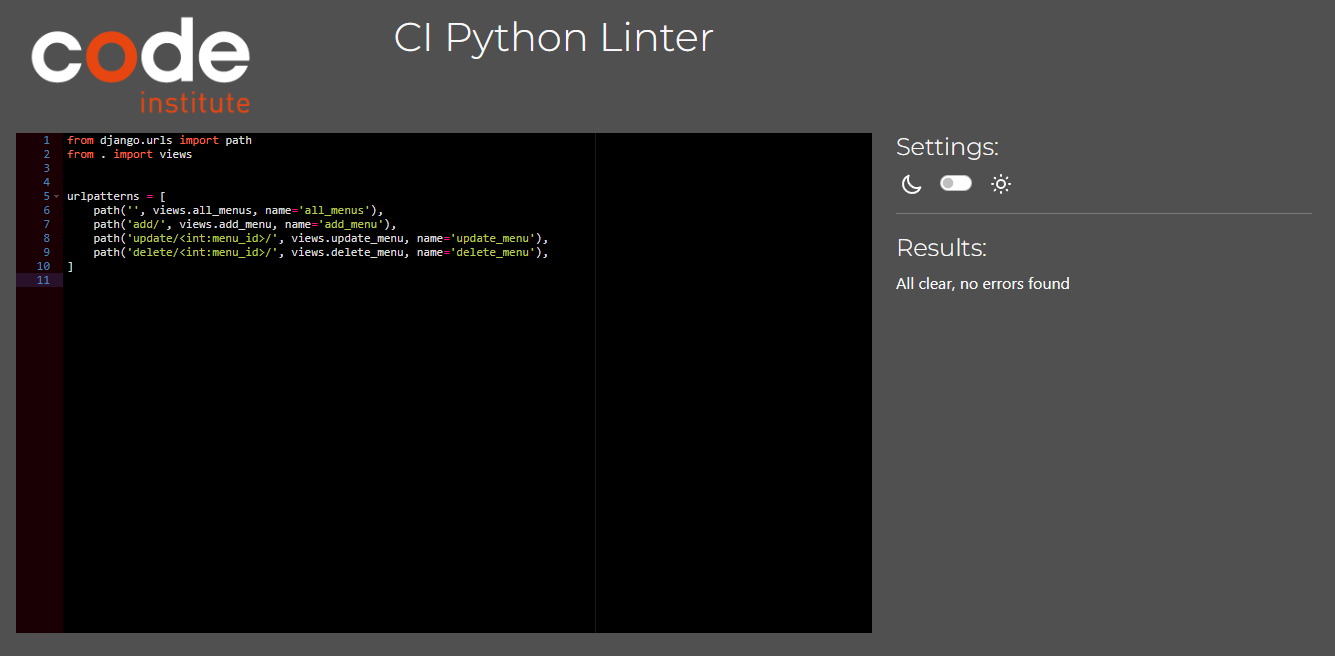 code
institute
CI Python Linter
1 from django.urls import path
2 from . import views
3
4
5 urlpatterns = [
6     path('', views.all_menus, name='all_menus'),
7     path('add/', views.add_menu, name='add_menu'),
8     path('update/<int:menu_id>/', views.update_menu, name='update_menu'),
9     path('delete/<int:menu_id>/', views.delete_menu, name='delete_menu'),
10 ]
11
Settings:
Results:
All clear, no errors found